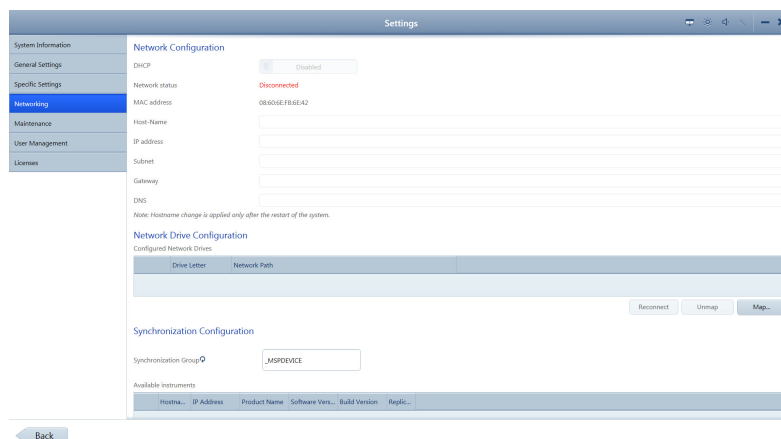 Settings
System Information
General Settings
Specific Settings
Networking
Maintenance
User Management
Licenses
Network Configuration
DHCP Disabled
Network status Disconnected
MAC address 08:60:6E:FB:6E:42
Host-Name
IP address
Subnet
Gateway
DNS
Note: Hostname change is applied only after the restart of the system.
Network Drive Configuration
Configured Network Drives
Drive Letter Network Path
Reconnect Unmap Map...
Synchronization Configuration
Synchronization Group _MSPDEVICE
Available instruments
Hostna... IP Address Product Name Software Vers... Build Version Replic...
Back